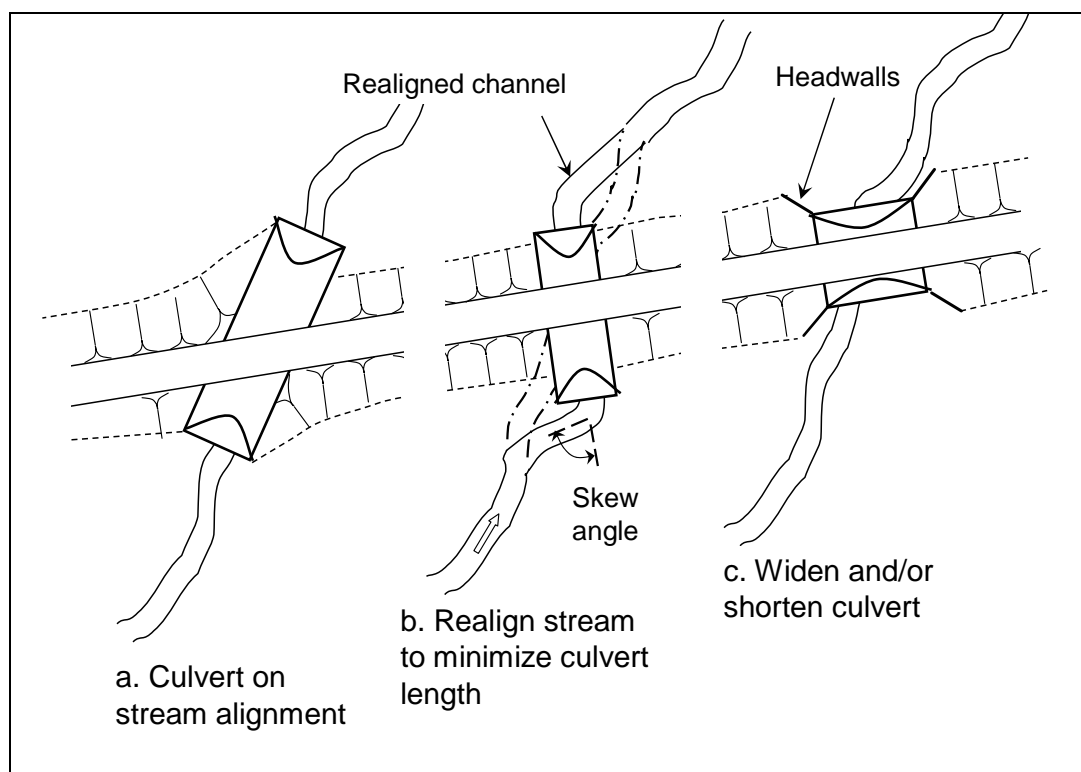 Realigned channel
Headwalls
Skew
angle
a. Culvert on
stream alignment
b. Realign stream
to minimize culvert
length
c. Widen and/or
shorten culvert